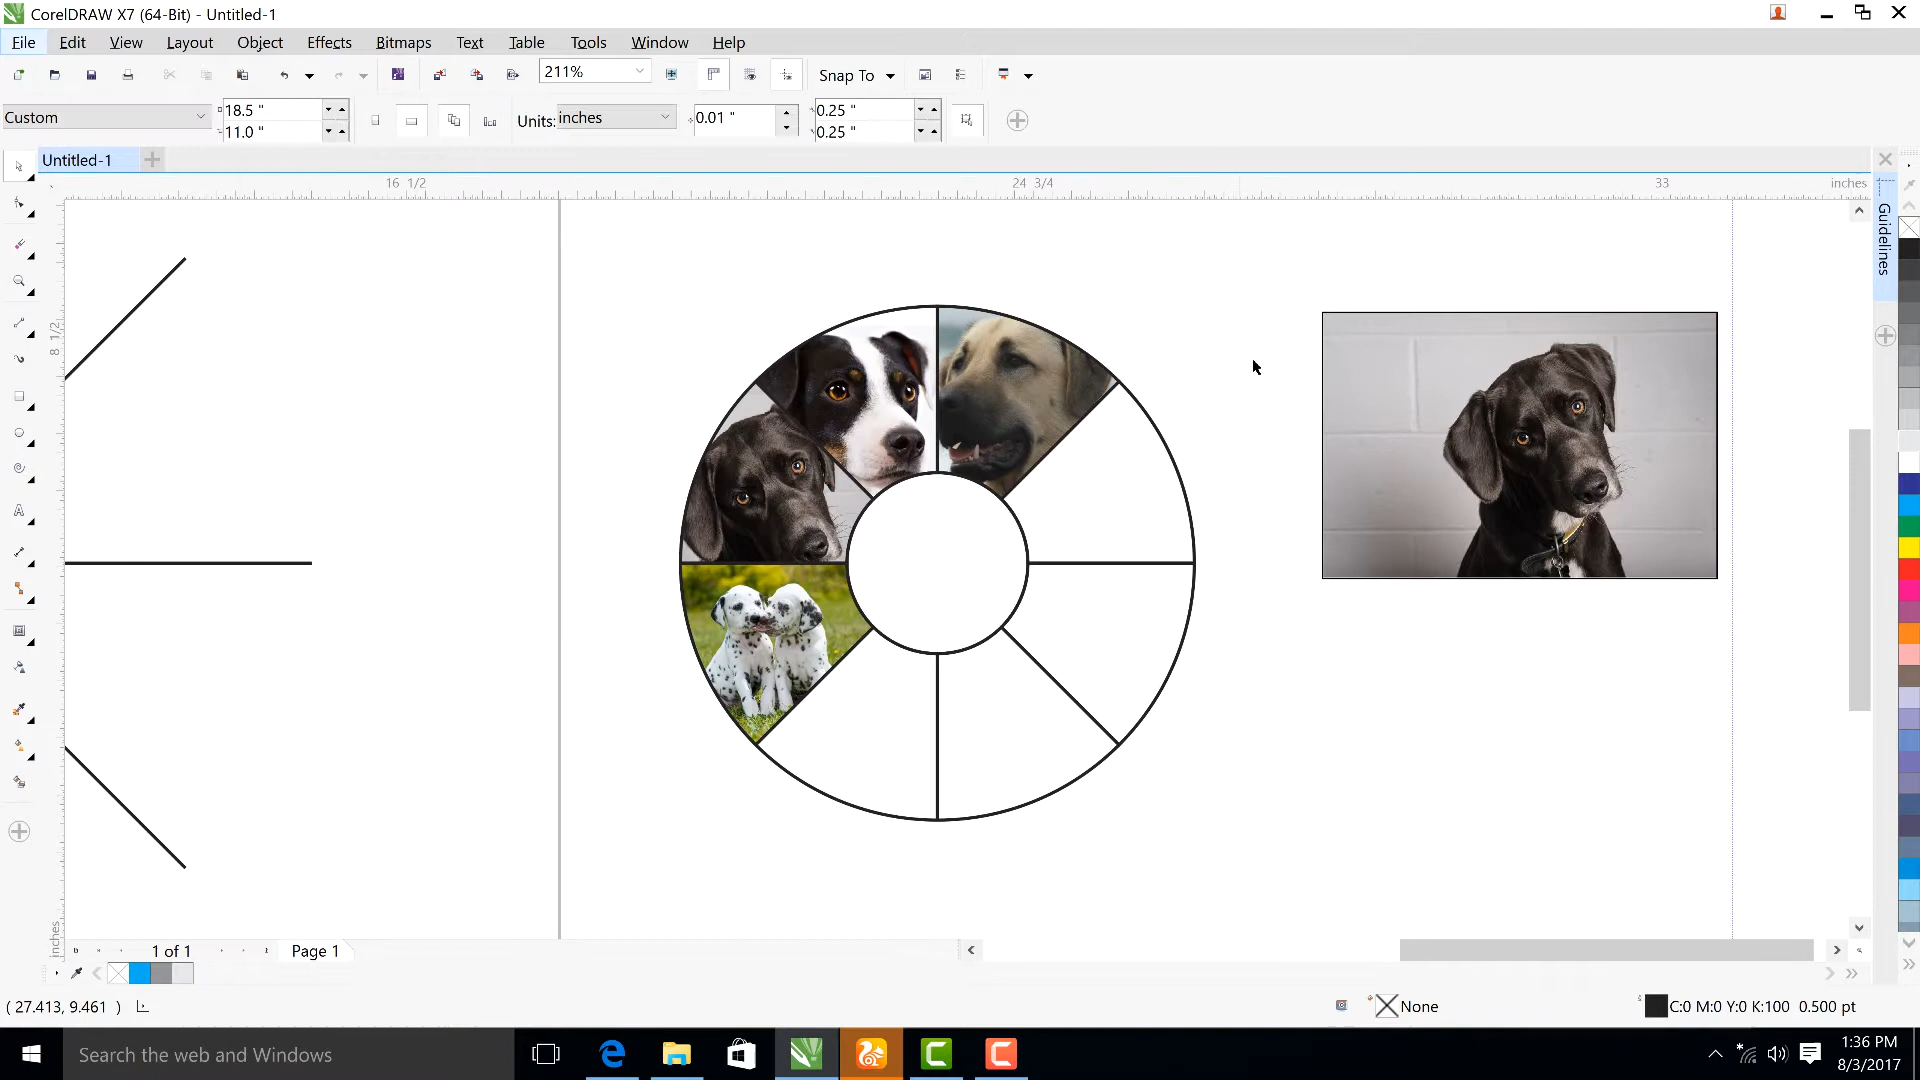 CorelDRAW X7 (64-Bit) - Untitled-1
File Edit View Layout Object Effects Bitmaps Text Table Tools Window Help
211% Snap To
Custom 18.5 " 11.0 " Units: inches 0.01 " 0.25 " 0.25 "
Untitled-1
16 1/2 24 3/4 33 inches
Guidelines
8 1/2
inches
1 of 1 Page 1
( 27.413, 9.461 ) None C:0 M:0 Y:0 K:100 0.500 pt
Search the web and Windows
1:36 PM
8/3/2017